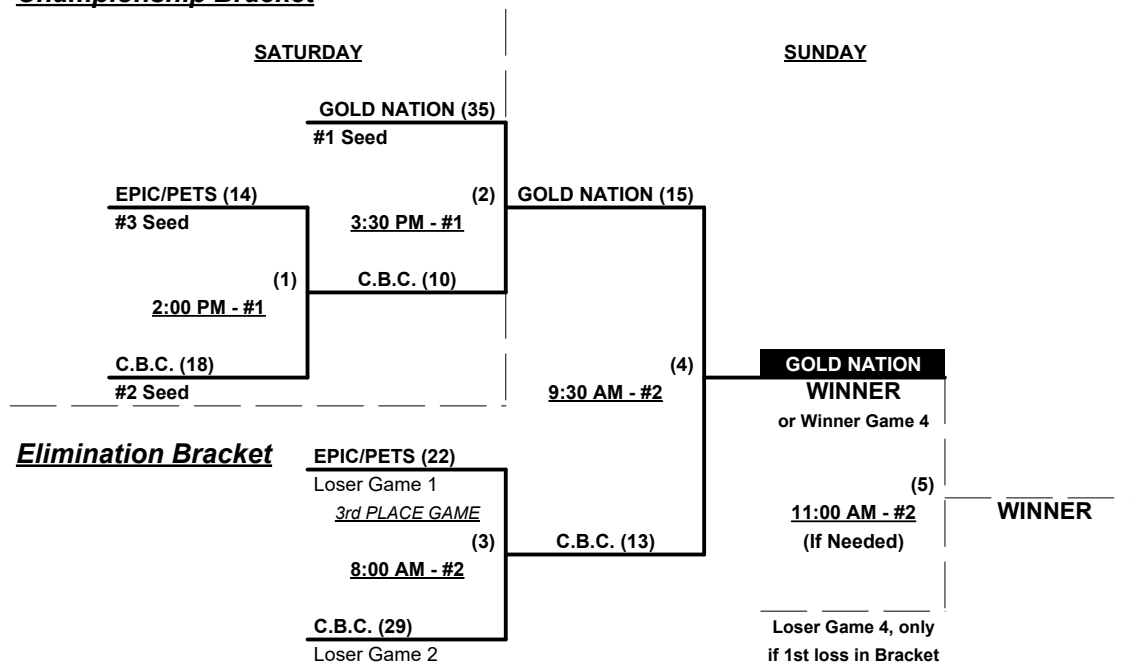 Championship Bracket
SATURDAY
SUNDAY
GOLD NATION (35)
#1 Seed
EPIC/PETS (14)
(2)
GOLD NATION (15)
#3 Seed
3:30 PM - #1
(1)
C.B.C. (10)
2:00 PM - #1
C.B.C. (18)
(4)
GOLD NATION
#2 Seed
9:30 AM - #2
WINNER
or Winner Game 4
Elimination Bracket
EPIC/PETS (22)
Loser Game 1
(5)
3rd PLACE GAME
11:00 AM - #2
WINNER
(3)
C.B.C. (13)
(If Needed)
8:00 AM - #2
C.B.C. (29)
Loser Game 4, only
Loser Game 2
if 1st loss in Bracket